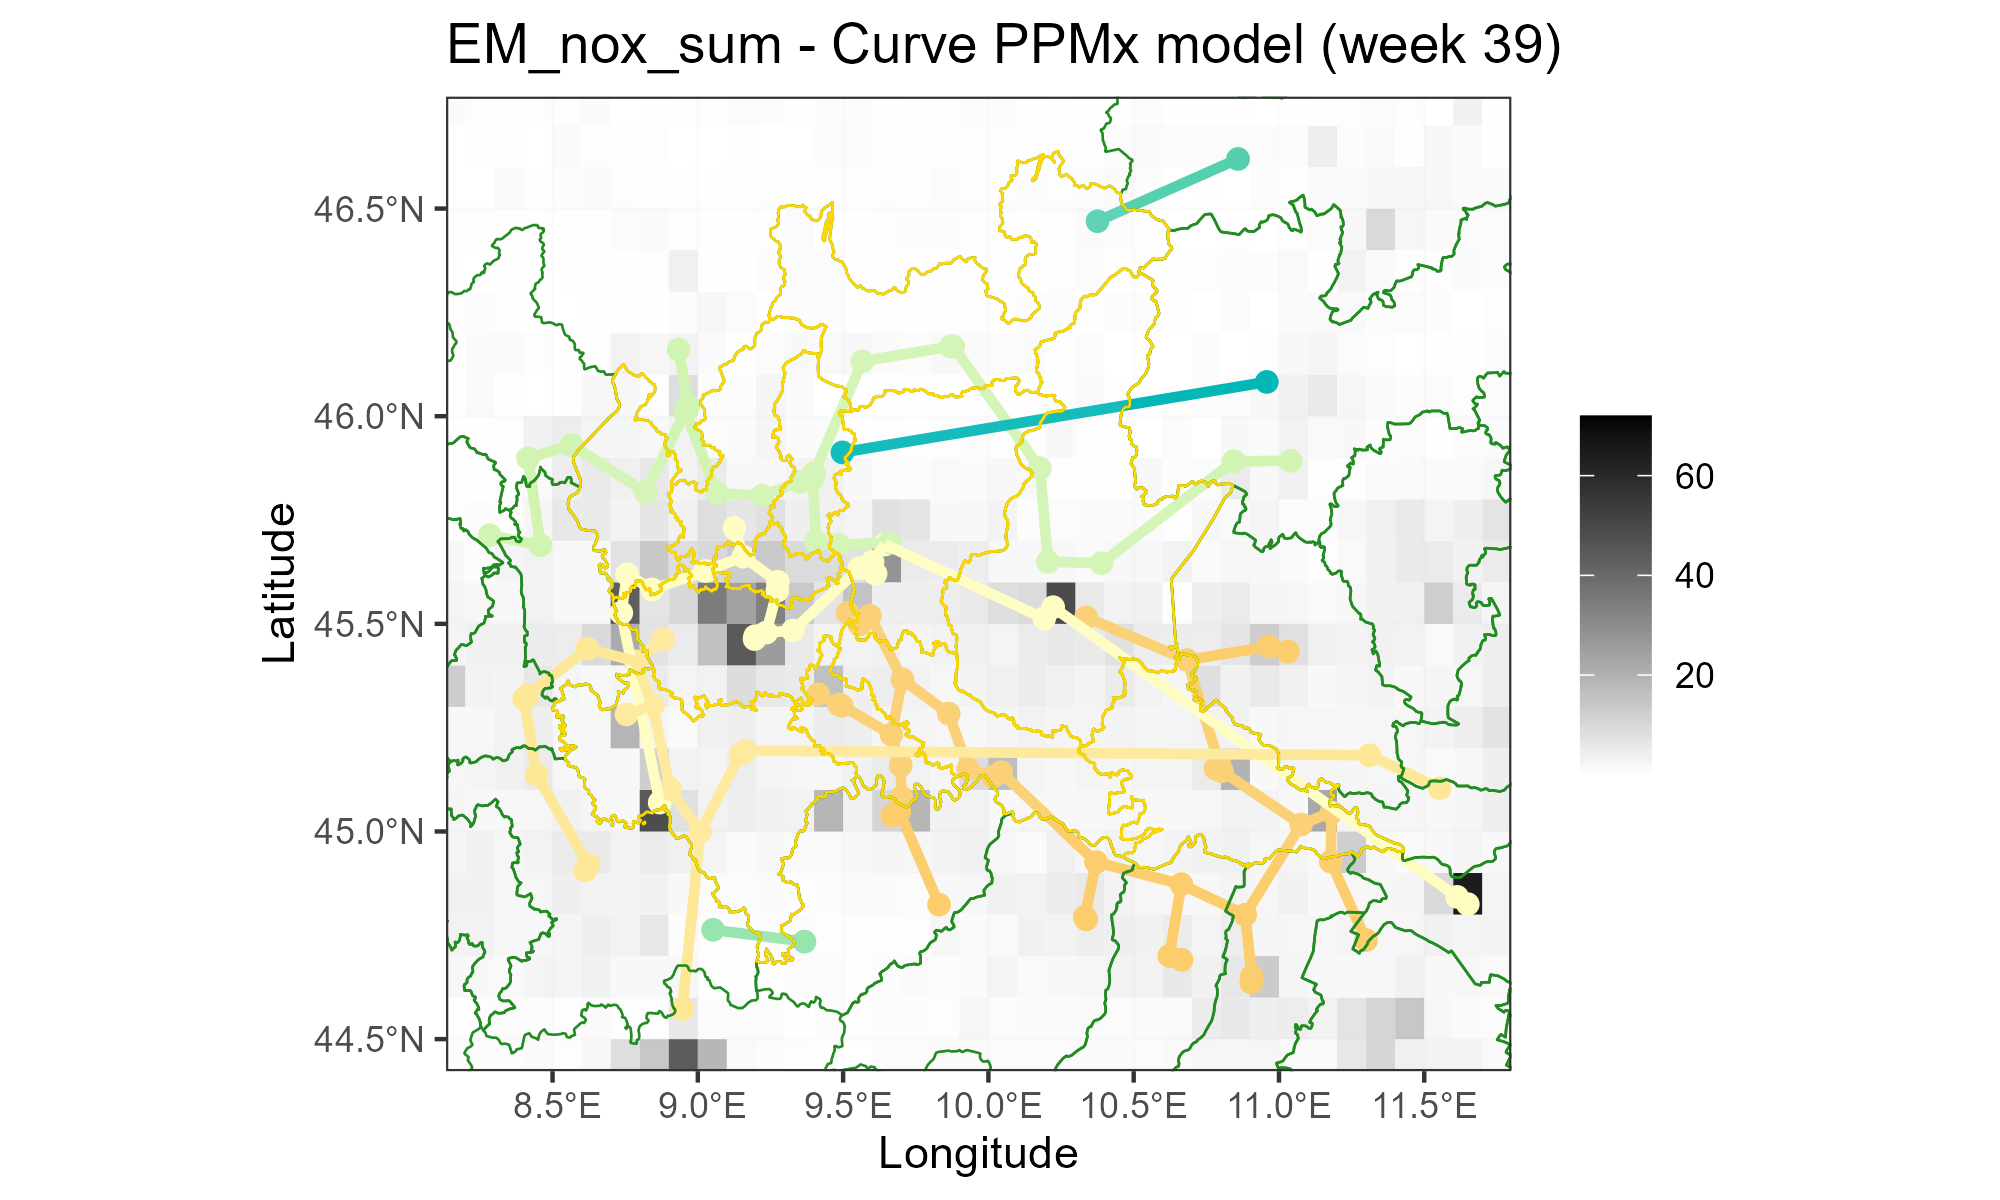 EM_nox_sum - Curve PPMx model (week 39)
46.5°N
46.0°N
45.5°N
45.0°N
44.5°N
Latitude
8.5°E
9.0°E
9.5°E
10.0°E
10.5°E
11.0°E
11.5°E
Longitude
60
40
20